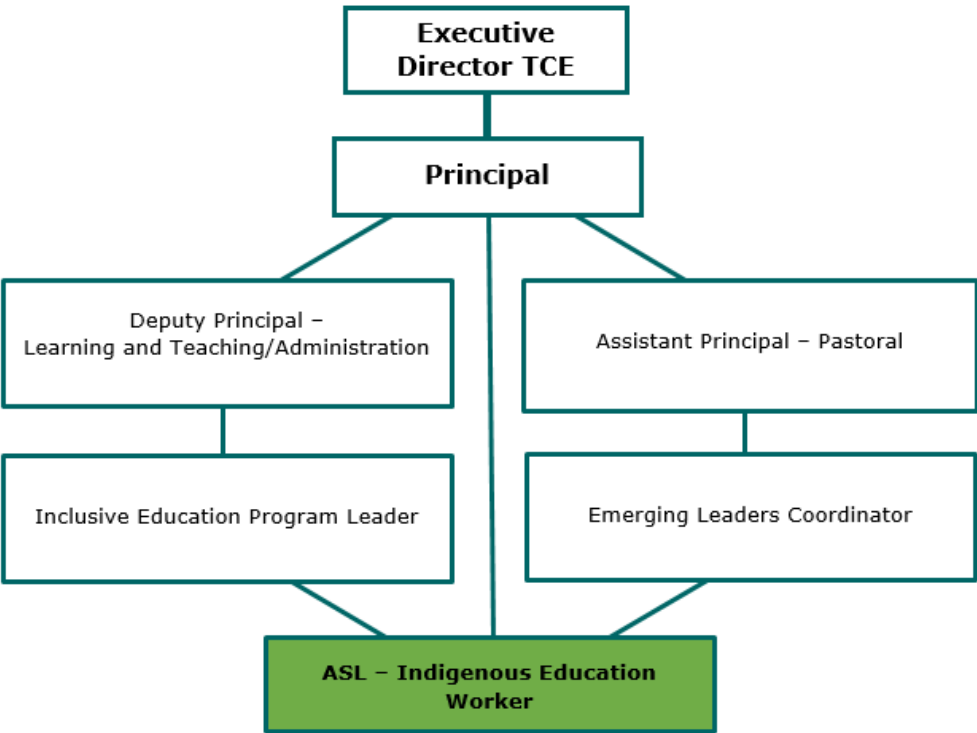 Executive
Director TCE
Principal
Deputy Principal –
Learning and Teaching/Administration
Assistant Principal – Pastoral
Inclusive Education Program Leader
Emerging Leaders Coordinator
ASL – Indigenous Education
Worker